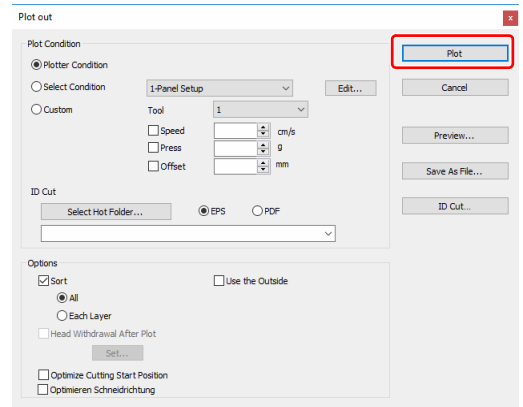 Plot out
x
Plot Condition
Plotter Condition
Select Condition
1-Panel Setup
Edit...
Custom
Tool
1
Speed
cm/s
Press
g
Offset
mm
ID Cut
Select Hot Folder...
EPS
PDF
Options
Sort
Use the Outside
All
Each Layer
Head Withdrawal After Plot
Set...
Optimize Cutting Start Position
Optimieren Schneidrichtung
Plot
Cancel
Preview...
Save As File...
ID Cut...